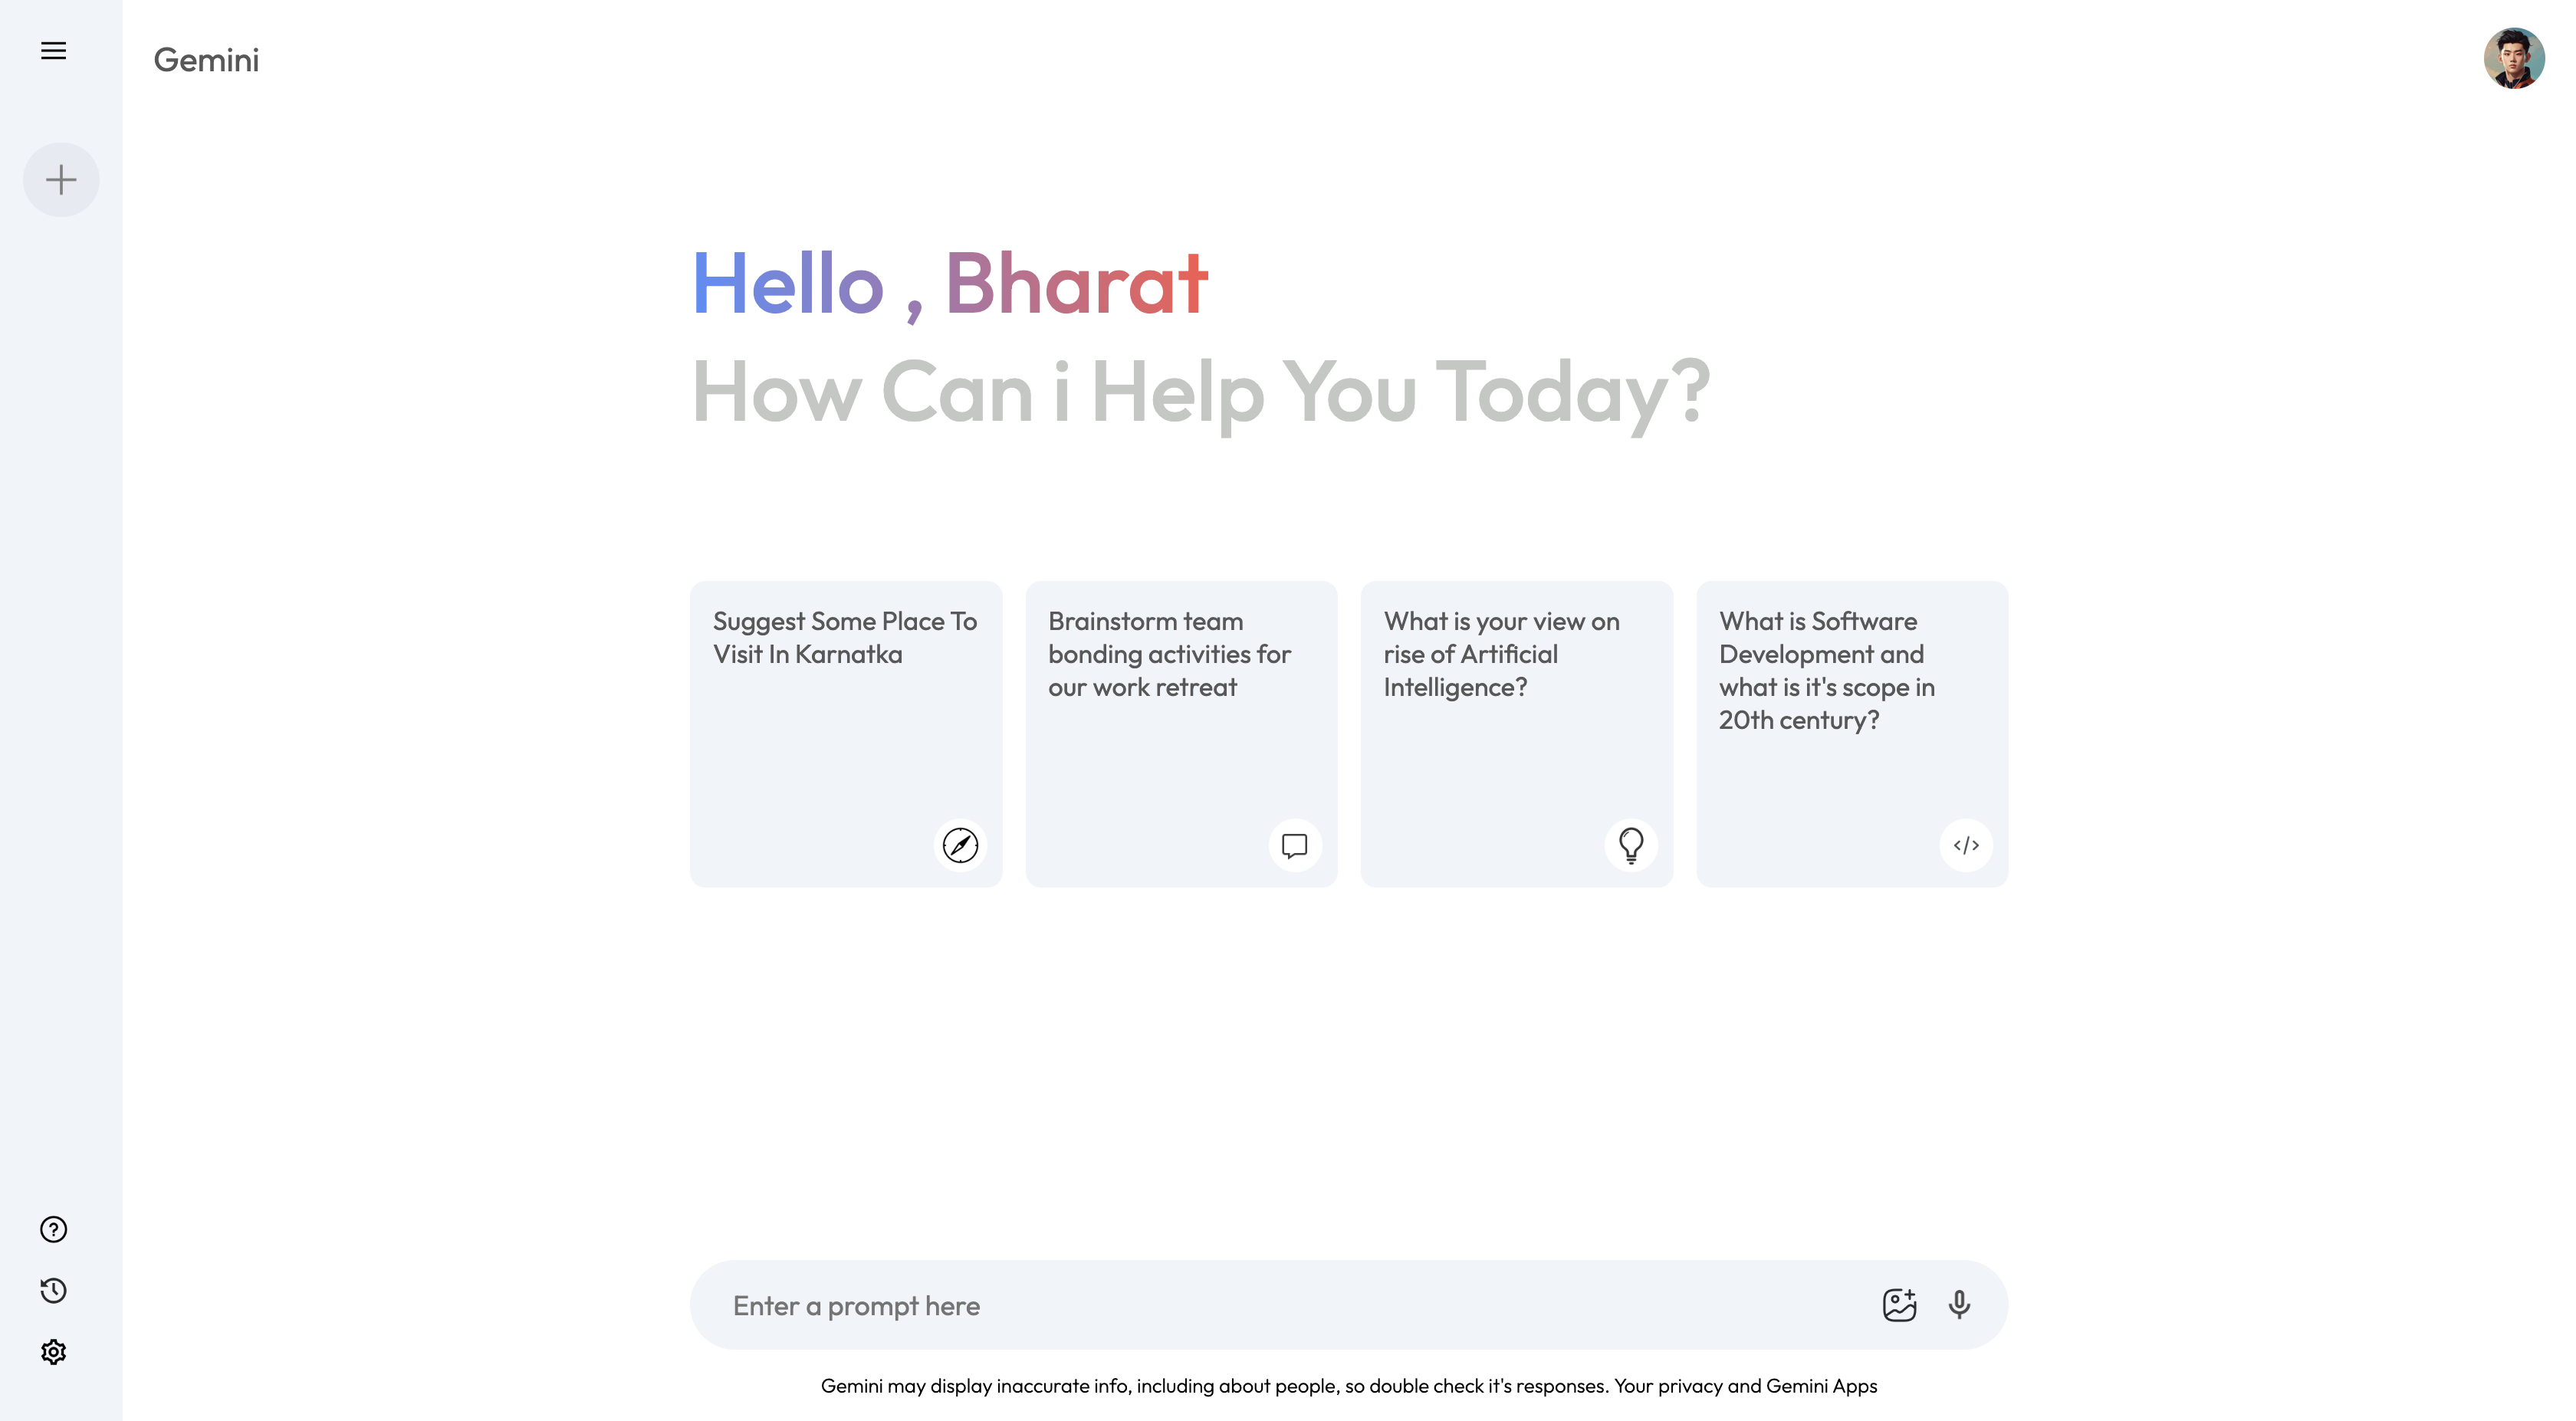 Gemini
Hello , Bharat
How Can i Help You Today?
Suggest Some Place To
Visit In Karnatka
Brainstorm team
bonding activities for
our work retreat
What is your view on
rise of Artificial
Intelligence?
What is Software
Development and
what is it's scope in
20th century?
Enter a prompt here
Gemini may display inaccurate info, including about people, so double check it's responses. Your privacy and Gemini Apps